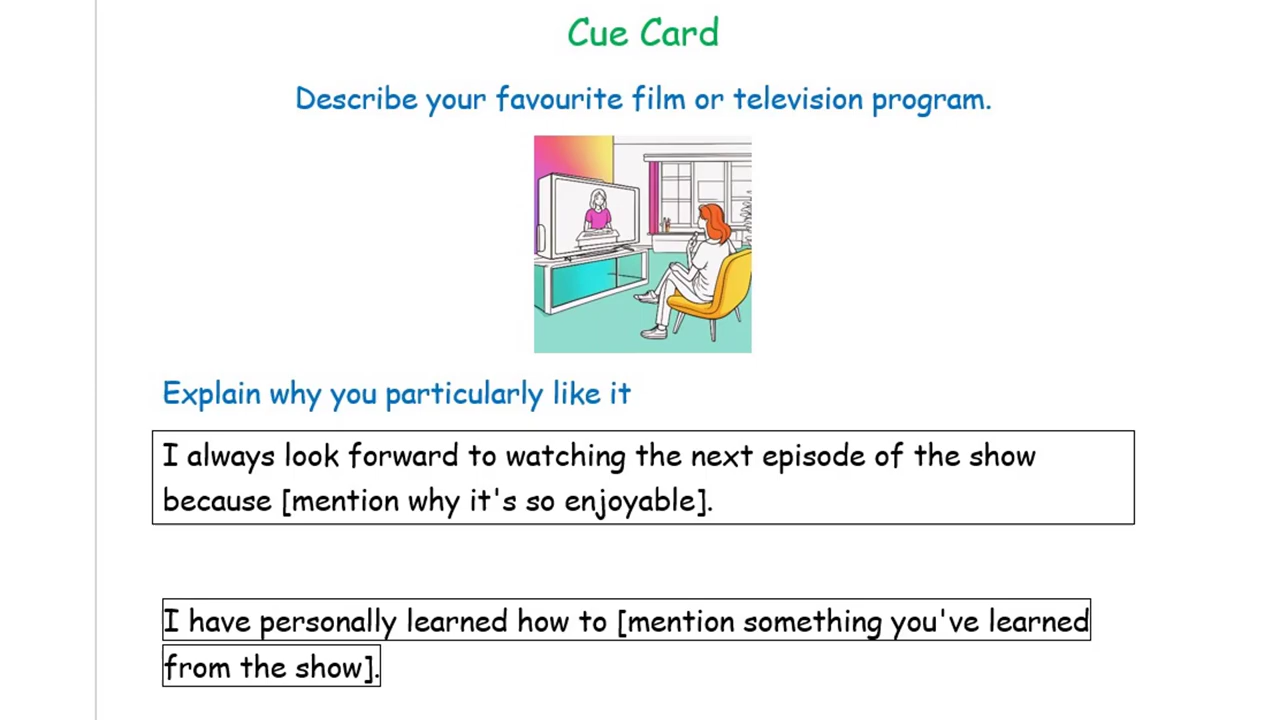 Cue Card
Describe your favourite film or television program.
Explain why you particularly like it
I always look forward to watching the next episode of the show
because [mention why it's so enjoyable].
I have personally learned how to [mention something you've learned
from the show].